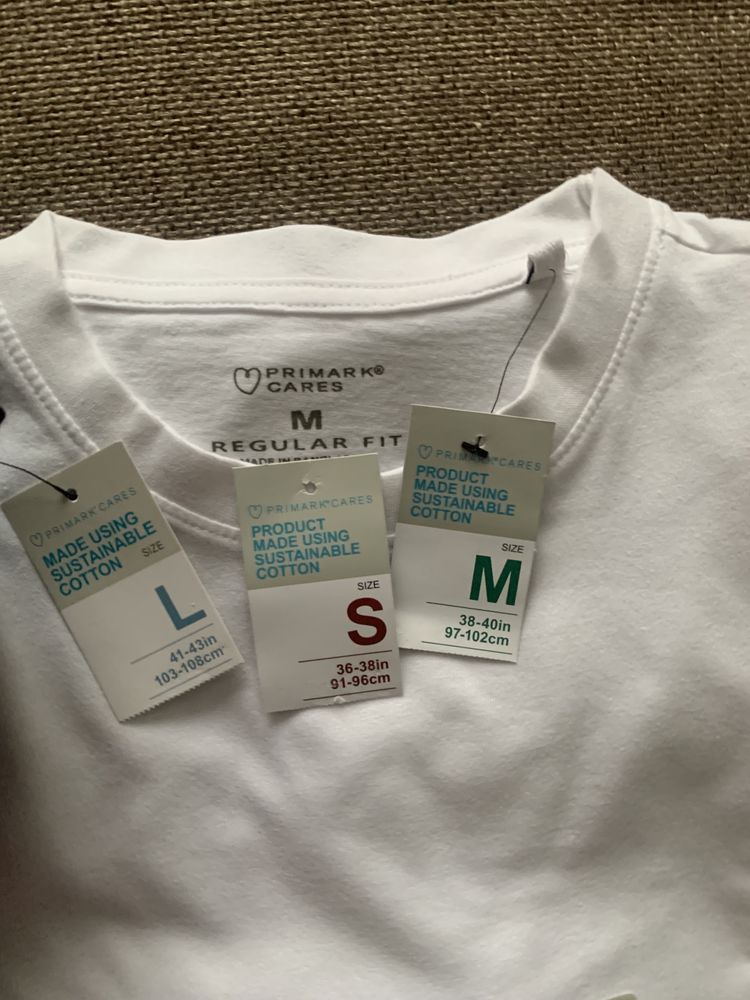 PRIMARK®
CARES
M
REGULAR FIT
MADE IN
PRIMARK® CARES
MADE USING
SUSTAINABLE
COTTON
SIZE
L
41-43in
103-108cm
PRIMARK® CARES
PRODUCT
MADE USING
SUSTAINABLE
COTTON
SIZE
S
36-38in
91-96cm
PRIMARK® CARES
PRODUCT
MADE USING
SUSTAINABLE
COTTON
SIZE
M
38-40in
97-102cm